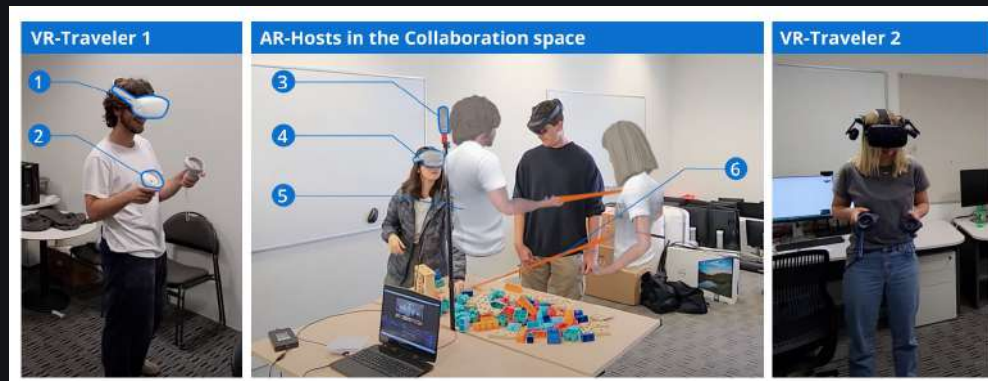 VR-Traveler 1
AR-Hosts in the Collaboration space
VR-Traveler 2
1
2
3
4
5
6